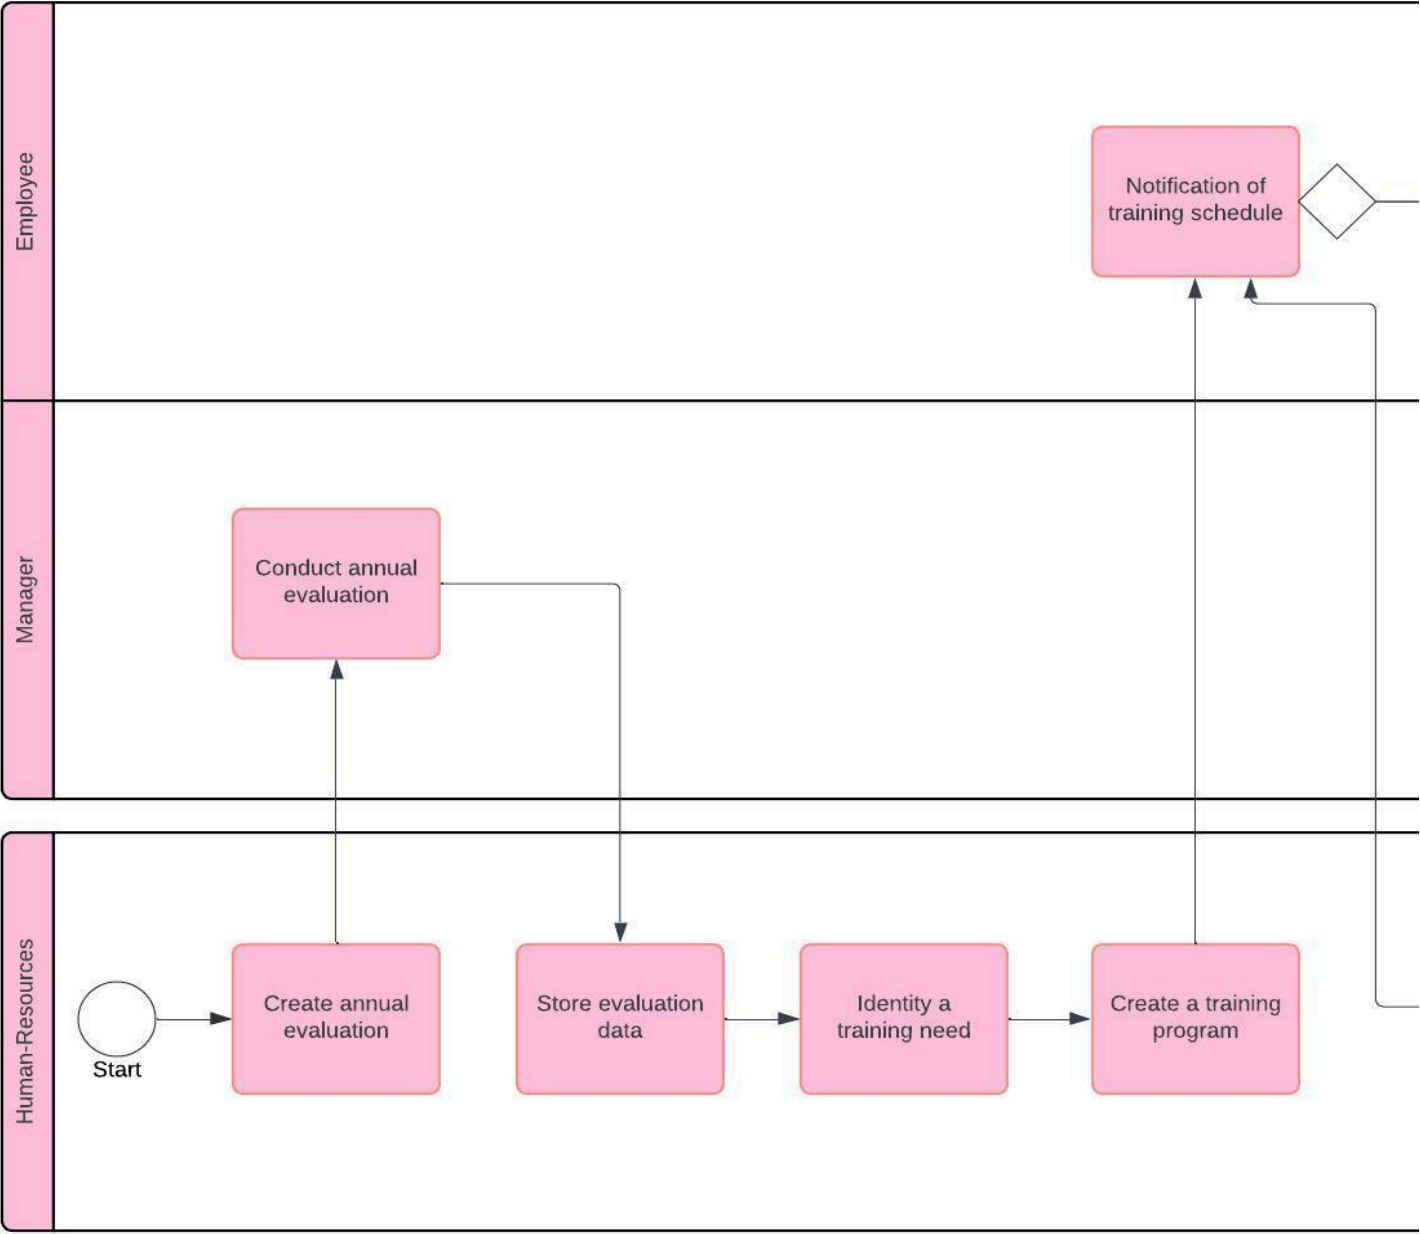 Employee
Notification of
training schedule
Manager
Conduct annual
evaluation
Human-Resources
Start
Create annual
evaluation
Store evaluation
data
Identity a
training need
Create a training
program